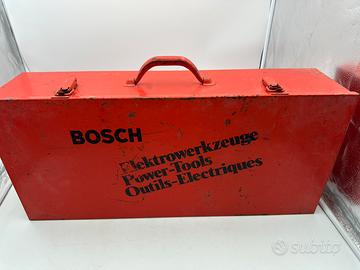 BOSCH
Elektrowerkzeuge
Power-Tools
Outils-Electriques
subito